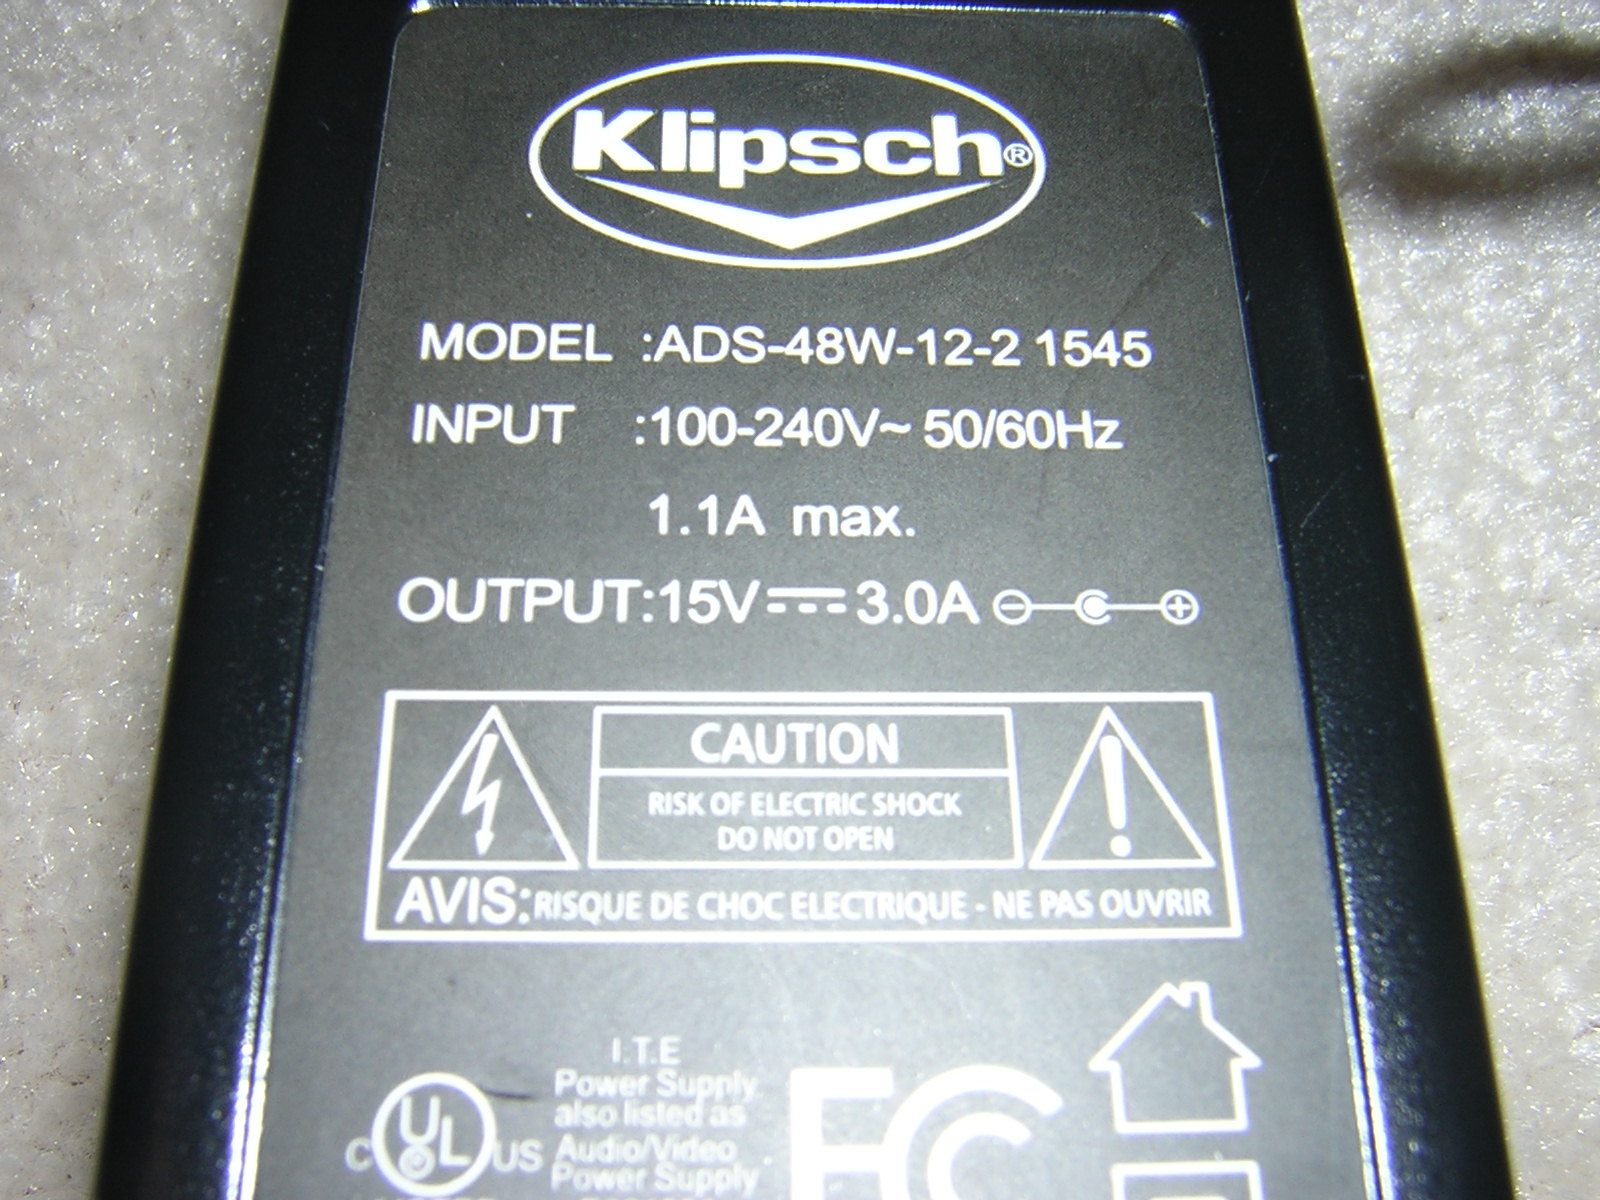 Klipsch®
MODEL :ADS-48W-12-2 1545
INPUT :100-240V~ 50/60Hz
1.1A max.
OUTPUT:15V⎓3.0A
CAUTION
RISK OF ELECTRIC SHOCK
DO NOT OPEN
AVIS:RISQUE DE CHOC ELECTRIQUE - NE PAS OUVRIR
I.T.E
Power Supply
also listed as
Audio/Video
Power Supply
C UL US
FC